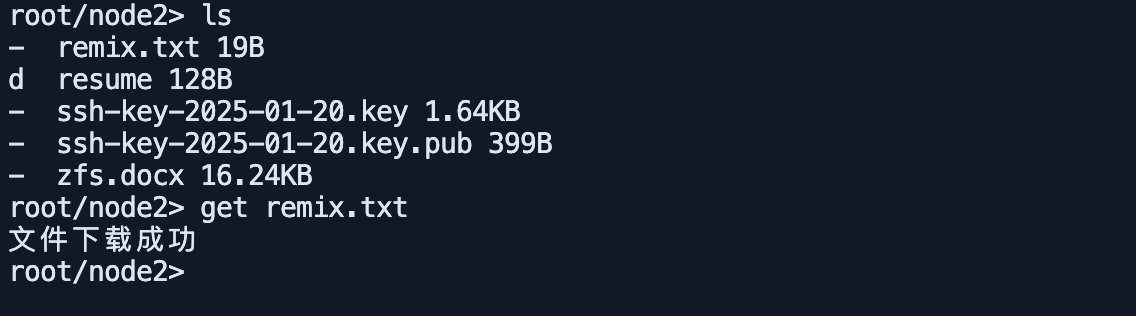 root/node2> ls
-  remix.txt 19B
d  resume 128B
-  ssh-key-2025-01-20.key 1.64KB
-  ssh-key-2025-01-20.key.pub 399B
-  zfs.docx 16.24KB
root/node2> get remix.txt
文件下载成功
root/node2>